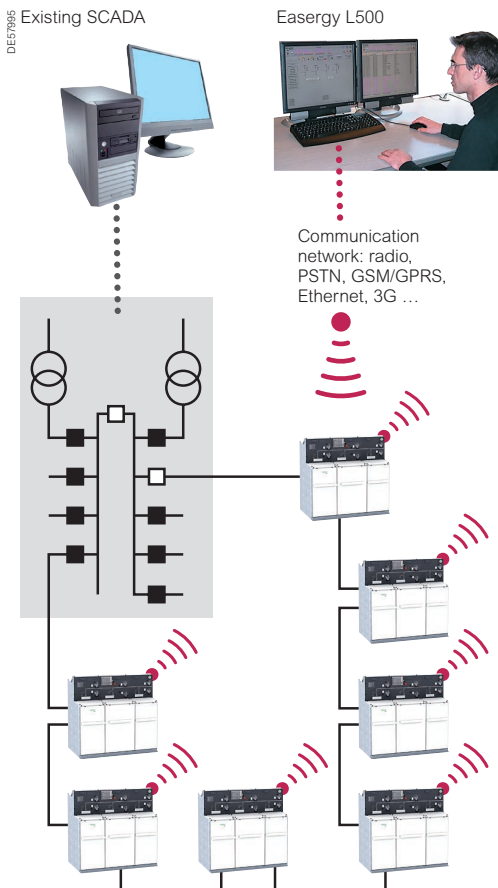 DE57995
Existing SCADA
Easergy L500
Communication
network: radio,
PSTN, GSM/GPRS,
Ethernet, 3G ...